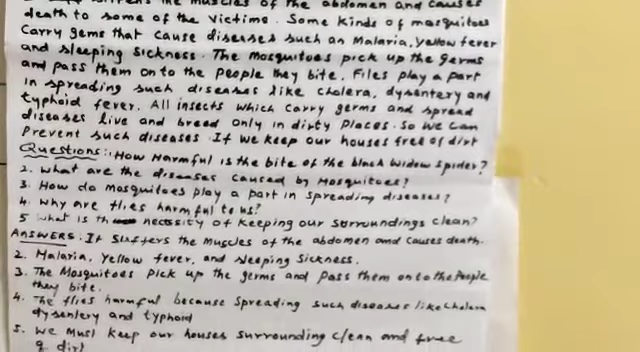 the muscles of the abdomen and causes
death to some of the victims. Some kinds of mosquitoes
Carry gems that cause diseases such an Malaria, yellow fever
and sleeping Sickness. The Mosquitoes pick up the germs
and pass them on to the people they bite. Files play a part
in spreading such diseases like cholera, dysentery and
typhoid fever. All insects which carry germs and spread
diseases live and breed only in dirty places. So we can
Prevent such diseases If we keep our houses free of dirt
Questions: How Harmful is the bite of the black widow spider?
2. What are the diseases caused by Mosquitoes?
3. How do Mosquitoes play a part in spreading diseases?
4. Why are flies harmful to us?
5 What is the necessity of keeping our surroundings clean?
ANSWERS: It Stiffers the Muscles of the abdomen and causes death.
2. Malaria, Yellow fever, and sleeping Sickness.
3. The Mosquitoes pick up the germs and pass them on to the people
they bite.
4. The flies harmful because spreading such diseases like cholera
dysentery and typhoid
5. We Must keep our houses surrounding clean and free
of dirt